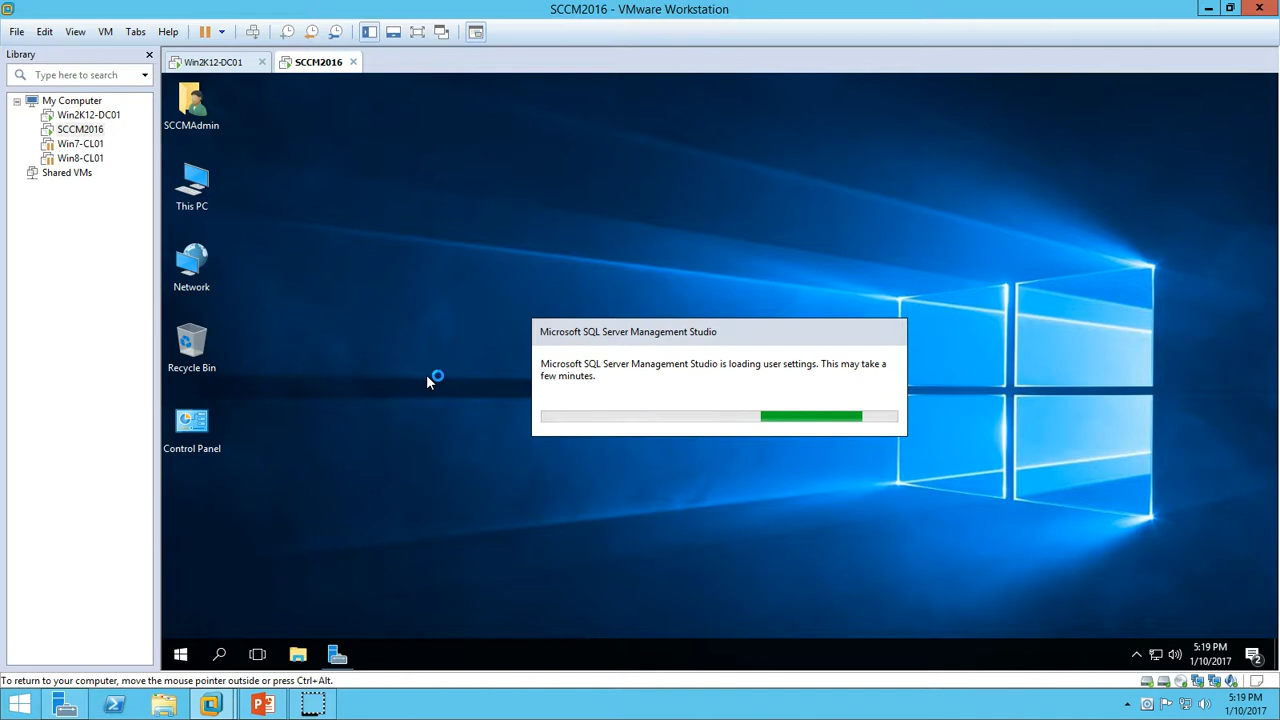 SCCM2016 - VMware Workstation
File Edit View VM Tabs Help
Library
Type here to search
My Computer
Win2K12-DC01
SCCM2016
Win7-CL01
Win8-CL01
Shared VMs
Win2K12-DC01
SCCM2016
SCCMAdmin
This PC
Network
Recycle Bin
Control Panel
Microsoft SQL Server Management Studio
Microsoft SQL Server Management Studio is loading user settings. This may take a
few minutes.
5:19 PM
1/10/2017
2
To return to your computer, move the mouse pointer outside or press Ctrl+Alt.
5:19 PM
1/10/2017